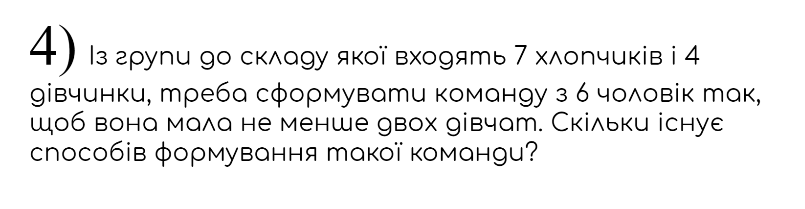 4) Із групи до складу якої входять 7 хлопчиків і 4
дівчинки, треба сформувати команду з 6 чоловік так,
щоб вона мала не менше двох дівчат. Скільки існує
способів формування такої команди?